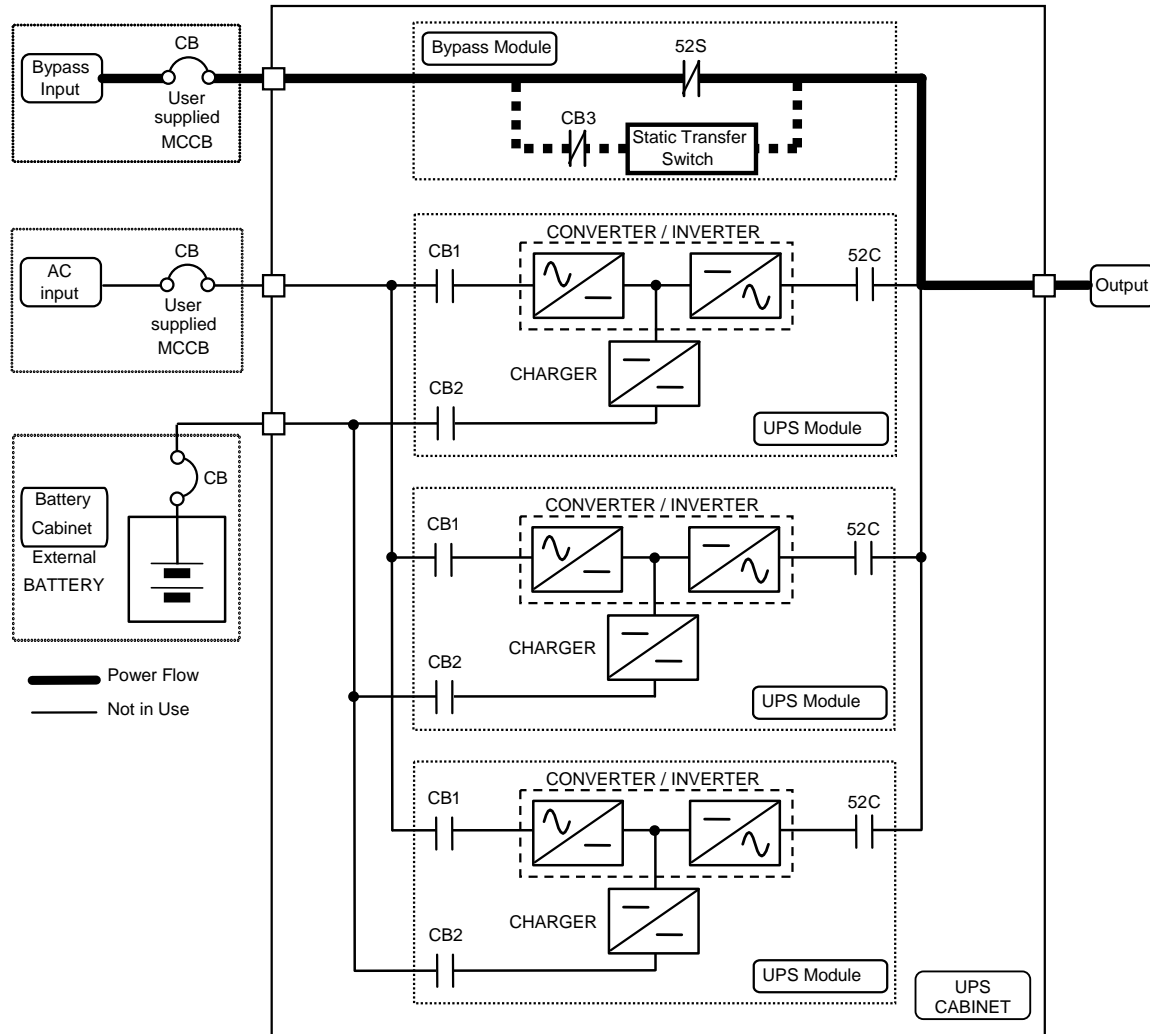 CB
Bypass
Input
User
supplied
MCCB
Bypass Module
52S
CB3
Static Transfer
Switch
CB
AC
input
User
supplied
MCCB
CONVERTER / INVERTER
CB1
52C
CHARGER
CB2
UPS Module
Output
CB
Battery
Cabinet
External
BATTERY
Power Flow
Not in Use
CONVERTER / INVERTER
CB1
52C
CHARGER
CB2
UPS Module
CONVERTER / INVERTER
CB1
52C
CHARGER
CB2
UPS Module
UPS
CABINET